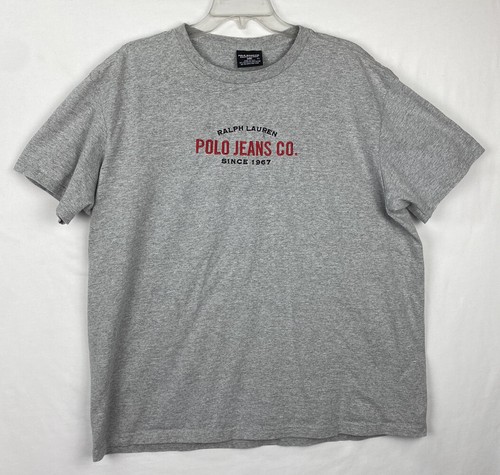 RALPH LAUREN
POLO JEANS CO.
SINCE 1967